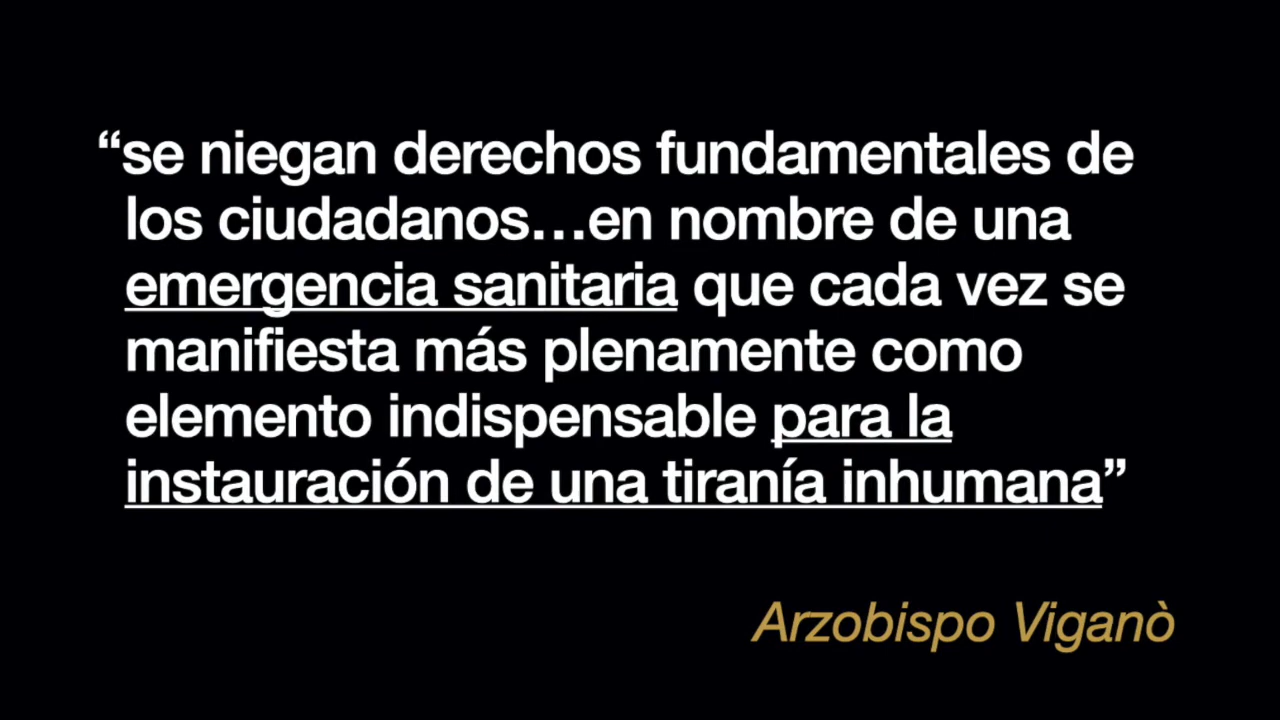 “se niegan derechos fundamentales de
los ciudadanos...en nombre de una
emergencia sanitaria que cada vez se
manifiesta más plenamente como
elemento indispensable para la
instauración de una tiranía inhumana”
Arzobispo Viganò